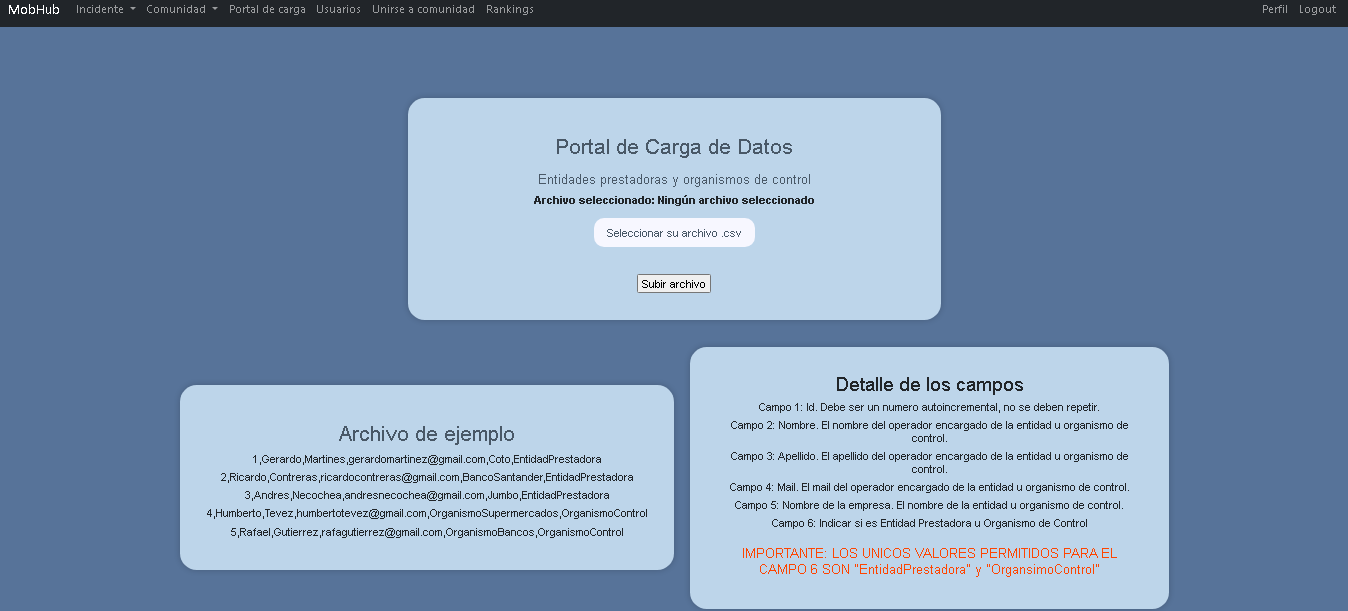 MobHub Incidente Comunidad Portal de carga Usuarios Unirse a comunidad Rankings Perfil Logout
Portal de Carga de Datos
Entidades prestadoras y organismos de control
Archivo seleccionado: Ningún archivo seleccionado
Seleccionar su archivo .csv
Subir archivo
Archivo de ejemplo
1,Gerardo,Martines,gerardomartinez@gmail.com,Coto,EntidadPrestadora
2,Ricardo,Contreras,ricardocontreras@gmail.com,BancoSantander,EntidadPrestadora
3,Andres,Necochea,andresnecochea@gmail.com,Jumbo,EntidadPrestadora
4,Humberto,Tevez,humbertotevez@gmail.com,OrganismoSupermercados,OrganismoControl
5,Rafael,Gutierrez,rafagutierrez@gmail.com,OrganismoBancos,OrganismoControl
Detalle de los campos
Campo 1: Id. Debe ser un numero autoincremental, no se deben repetir.
Campo 2: Nombre. El nombre del operador encargado de la entidad u organismo de
control.
Campo 3: Apellido. El apellido del operador encargado de la entidad u organismo de
control.
Campo 4: Mail. El mail del operador encargado de la entidad u organismo de control.
Campo 5: Nombre de la empresa. El nombre de la entidad u organismo de control.
Campo 6: Indicar si es Entidad Prestadora u Organismo de Control
IMPORTANTE: LOS UNICOS VALORES PERMITIDOS PARA EL
CAMPO 6 SON "EntidadPrestadora" y "OrgansimoControl"